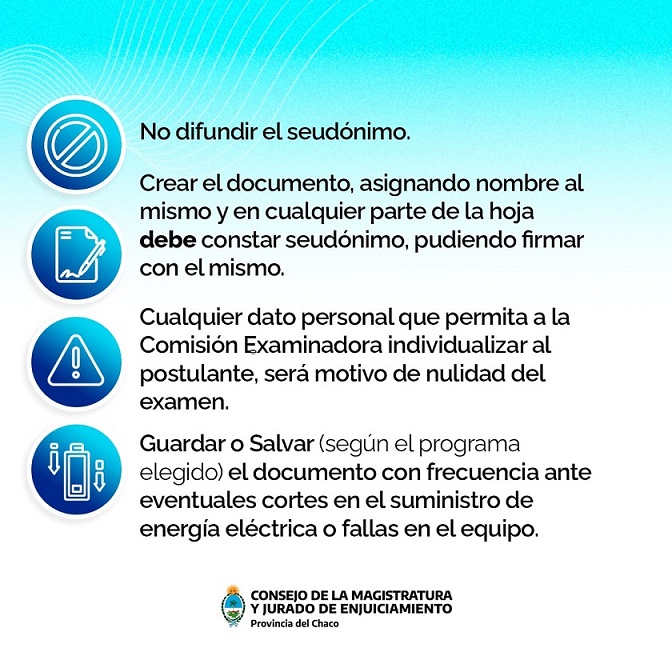 No difundir el seudónimo.
Crear el documento, asignando nombre al
mismo y en cualquier parte de la hoja
debe constar seudónimo, pudiendo firmar
con el mismo.
Cualquier dato personal que permita a la
Comisión Examinadora individualizar al
postulante, será motivo de nulidad del
examen.
Guardar o Salvar (según el programa
elegido) el documento con frecuencia ante
eventuales cortes en el suministro de
energía eléctrica o fallas en el equipo.
CONSEJO DE LA MAGISTRATURA
Y JURADO DE ENJUICIAMIENTO
Provincia del Chaco